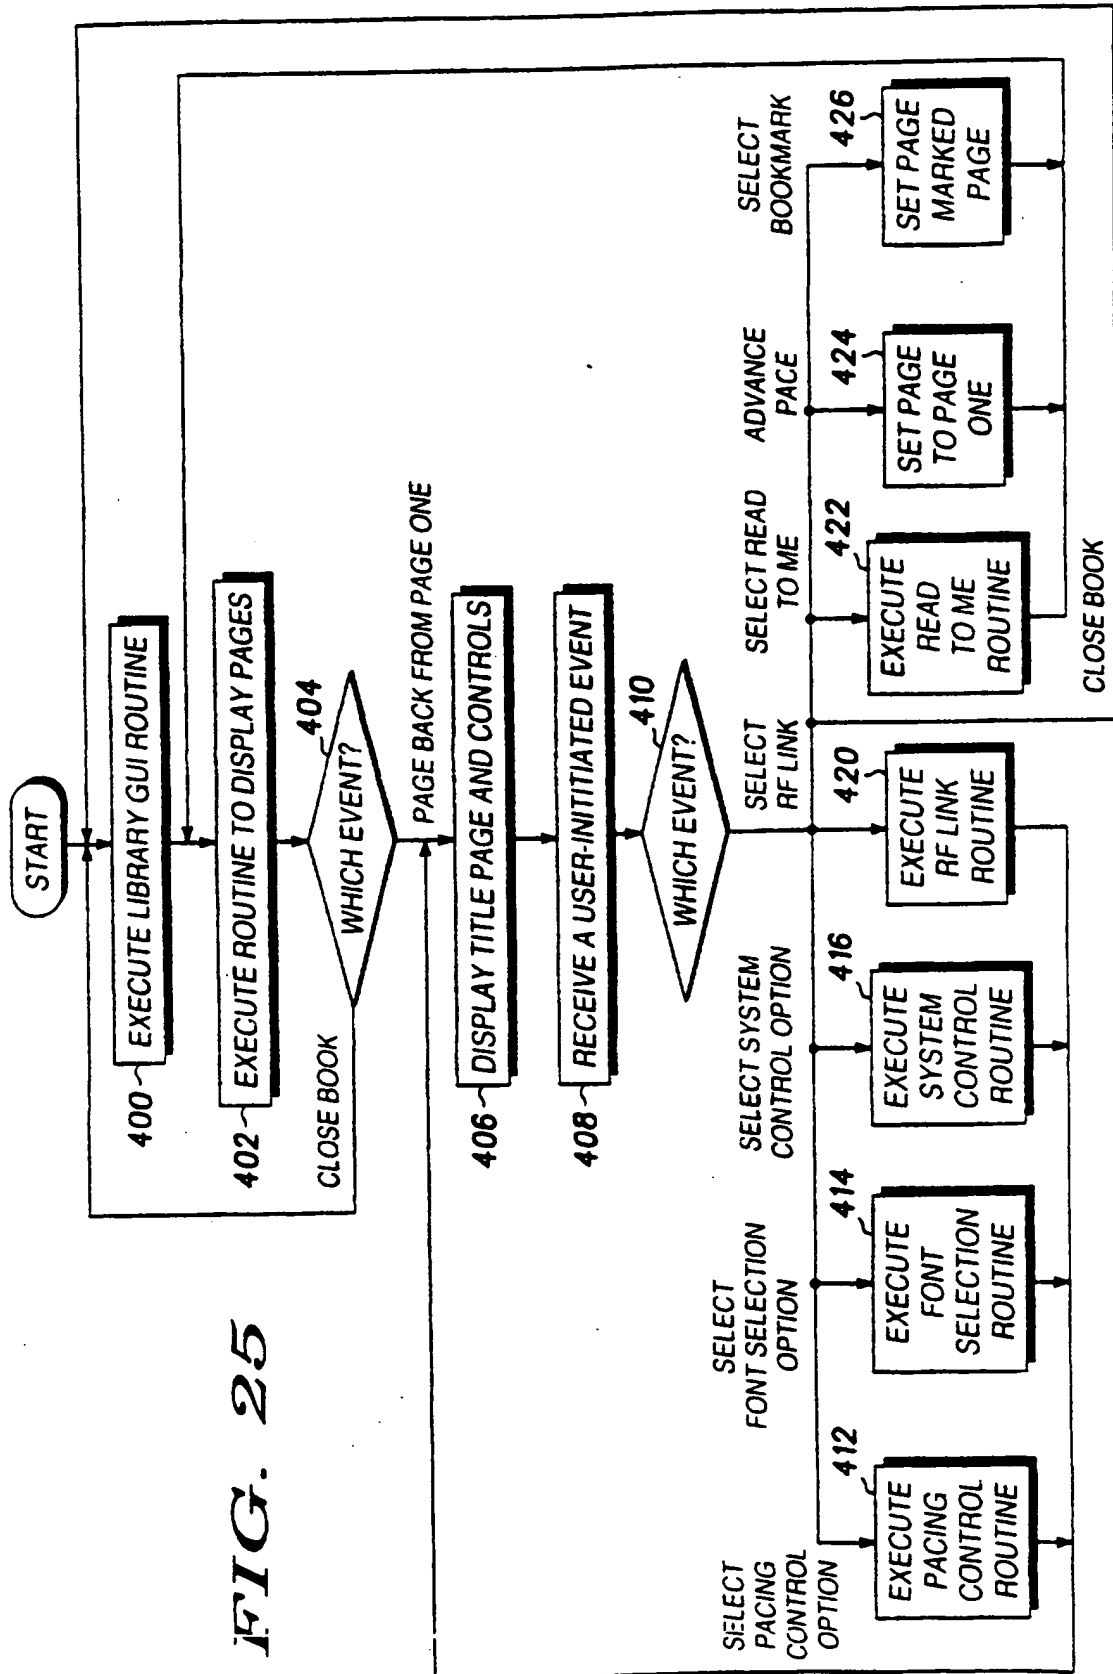 FIG. 25
START
400
EXECUTE LIBRARY GUI ROUTINE
402
EXECUTE ROUTINE TO DISPLAY PAGES
404
WHICH EVENT?
CLOSE BOOK
PAGE BACK FROM PAGE ONE
406
DISPLAY TITLE PAGE AND CONTROLS
408
RECEIVE A USER-INITITIATED EVENT
410
WHICH EVENT?
SELECT
PACING
CONTROL
OPTION
412
EXECUTE
PACING
CONTROL
ROUTINE
SELECT
FONT SELECTION
OPTION
414
EXECUTE
FONT
SELECTION
ROUTINE
SELECT SYSTEM
CONTROL OPTION
416
EXECUTE
SYSTEM
CONTROL
ROUTINE
SELECT
RF LINK
420
EXECUTE
RF LINK
ROUTINE
SELECT READ
TO ME
422
EXECUTE
READ
TO ME
ROUTINE
ADVANCE
PACE
424
SET PAGE
TO PAGE
ONE
SELECT
BOOKMARK
426
SET PAGE
MARKED
PAGE
CLOSE BOOK